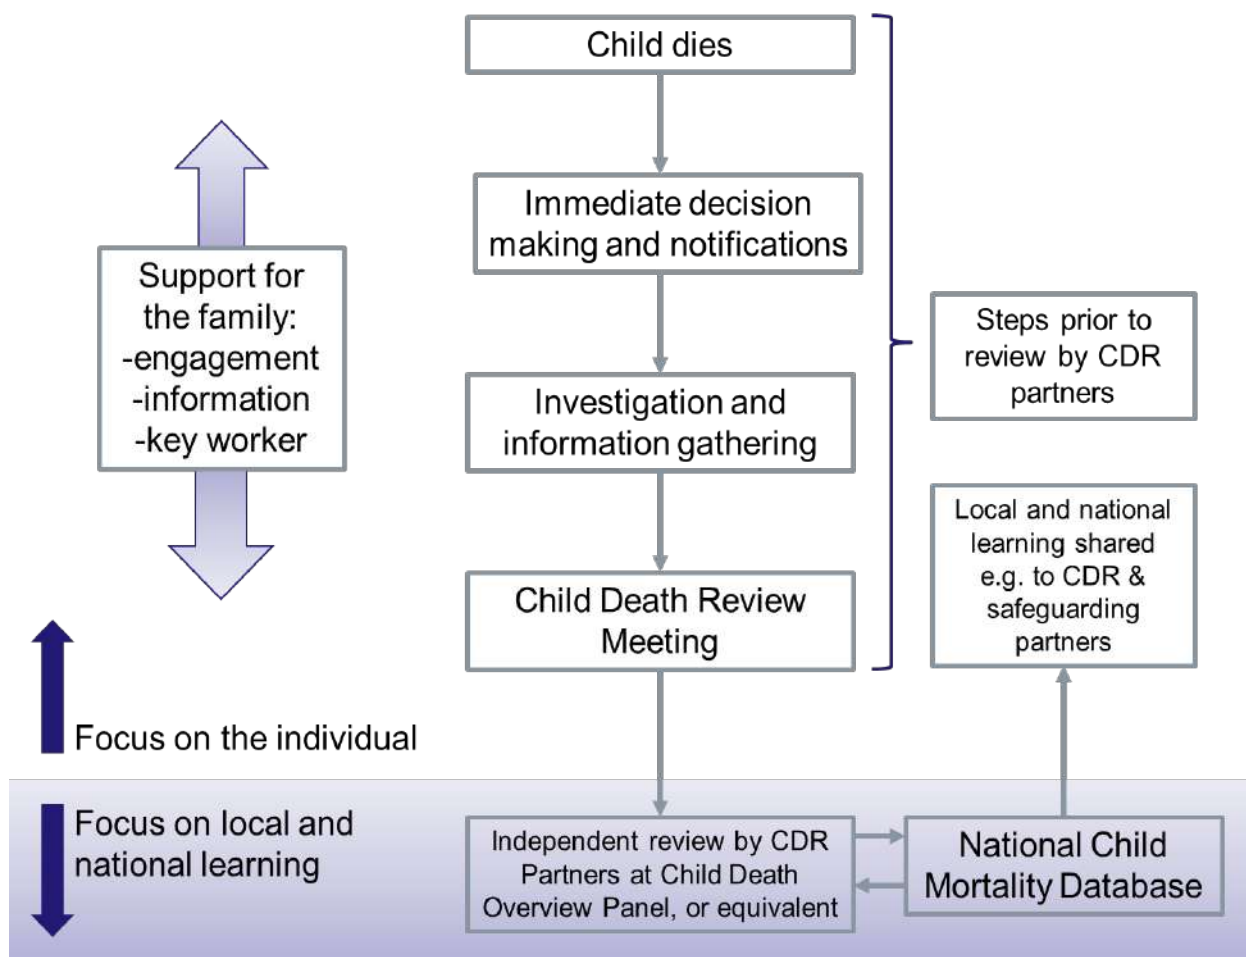 Child dies
Immediate decision
making and notifications
Support for
the family:
-engagement
-information
-key worker
Steps prior to
review by CDR
partners
Investigation and
information gathering
Local and national
learning shared
e.g. to CDR &
safeguarding
partners
Child Death Review
Meeting
Focus on the individual
Focus on local and
national learning
Independent review by CDR
Partners at Child Death
Overview Panel, or equivalent
National Child
Mortality Database